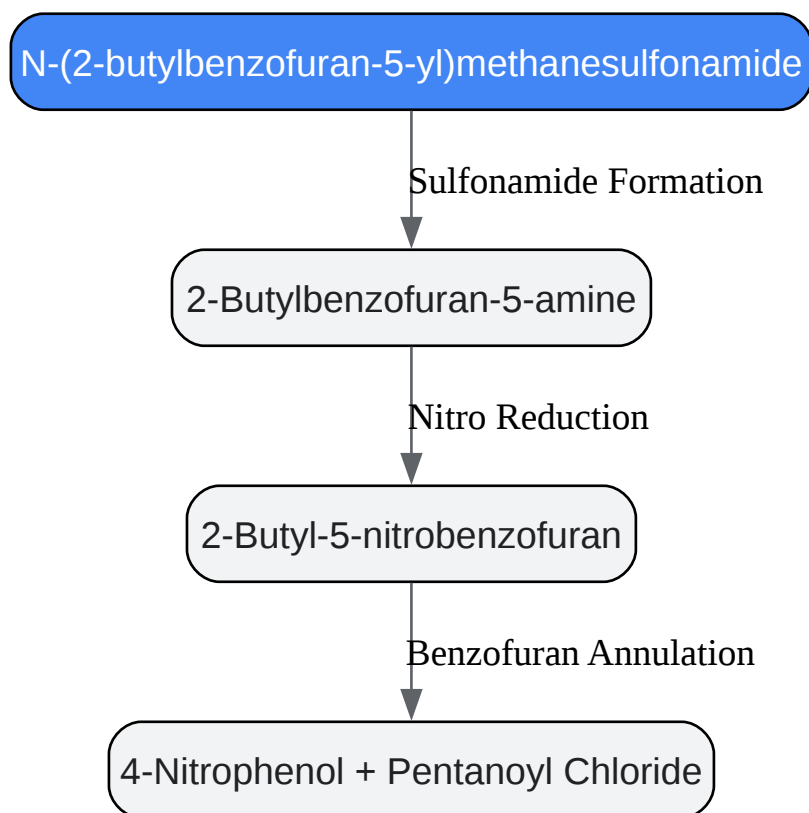 N-(2-butylbenzofuran-5-yl)methanesulfonamide
Sulfonamide Formation
2-Butylbenzofuran-5-amine
Nitro Reduction
2-Butyl-5-nitrobenzofuran
Benzofuran Annulation
4-Nitrophenol + Pentanoyl Chloride